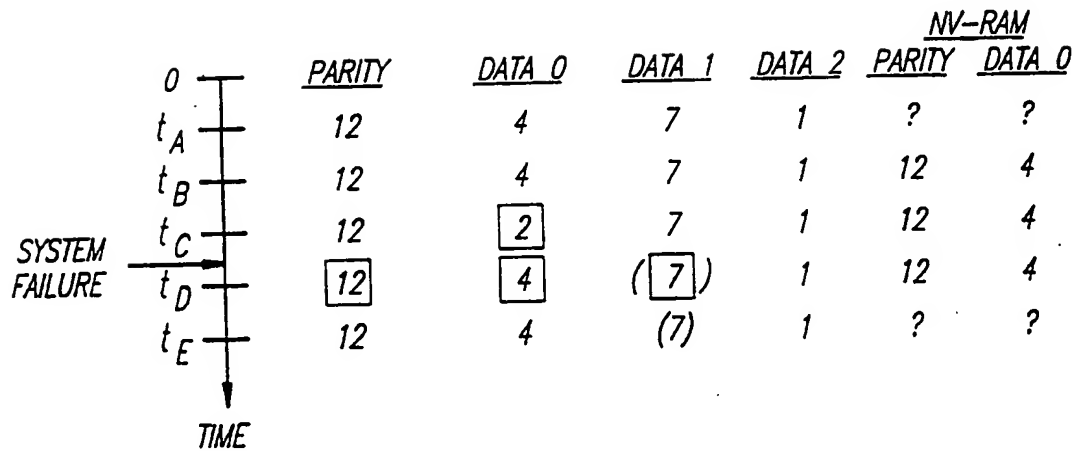 NV-RAM
0 PARITY DATA 0 DATA 1 DATA 2 PARITY DATA 0
tA 12 4 7 1 ? ?
tB 12 4 7 1 12 4
tC 12 2 7 1 12 4
SYSTEM FAILURE
tD 12 4 (7) 1 12 4
tE 12 4 (7) 1 ? ?
TIME